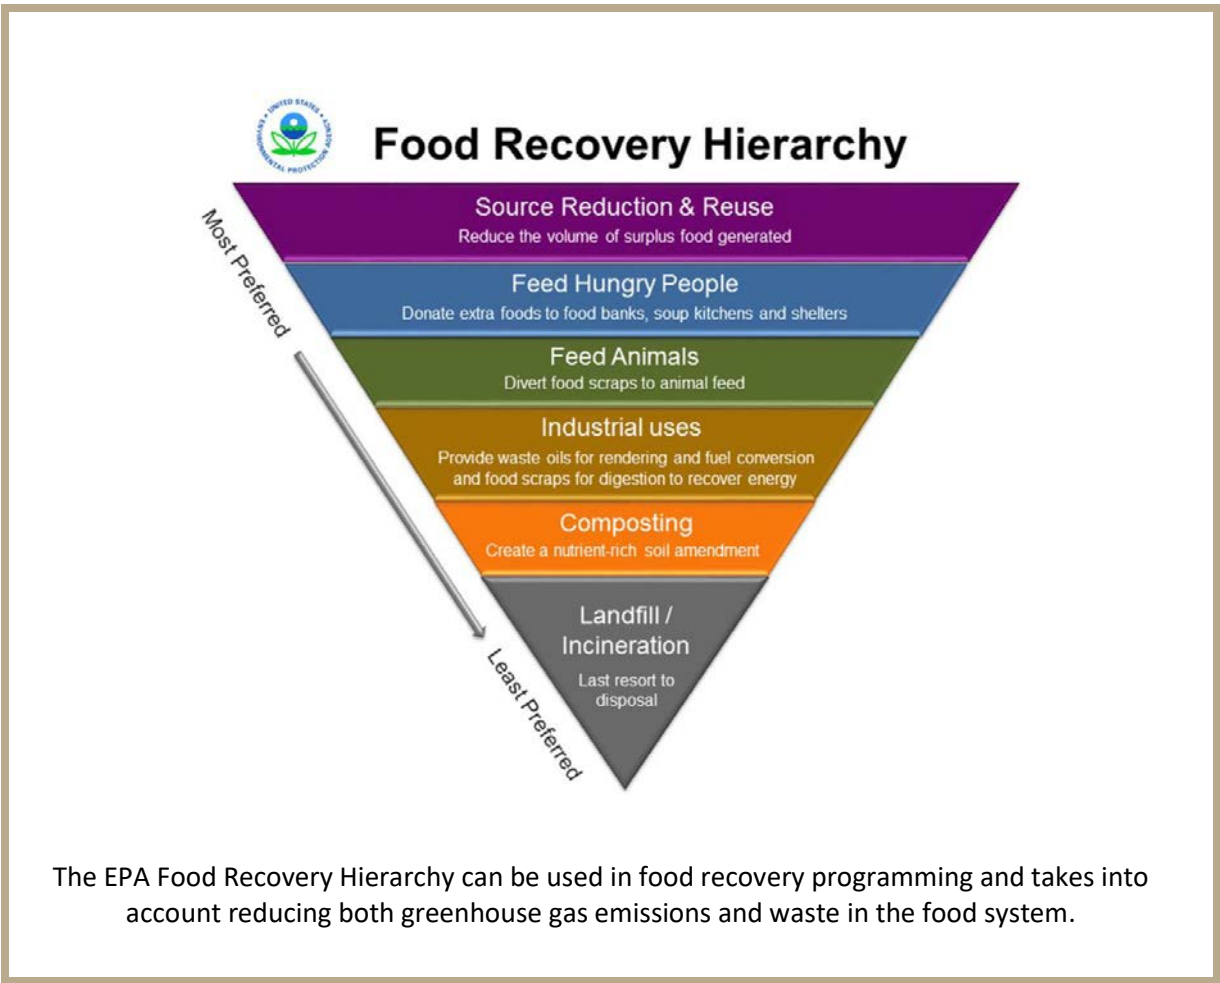 UNITED STATES
ENVIRONMENTAL PROTECTION AGENCY
Food Recovery Hierarchy
Most Preferred
Source Reduction & Reuse
Reduce the volume of surplus food generated
Feed Hungry People
Donate extra foods to food banks, soup kitchens and shelters
Feed Animals
Divert food scraps to animal feed
Industrial uses
Provide waste oils for rendering and fuel conversion
and food scraps for digestion to recover energy
Composting
Create a nutrient-rich soil amendment
Landfill /
Incineration
Last resort to
disposal
Least Preferred
The EPA Food Recovery Hierarchy can be used in food recovery programming and takes into
account reducing both greenhouse gas emissions and waste in the food system.